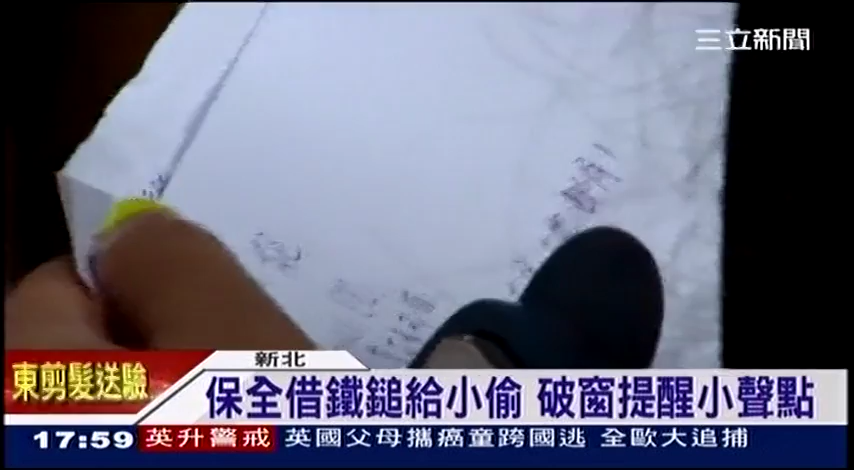 三立新聞
新北
東剪髮送驗
保全借鐵鎚給小偷 破窗提醒小聲點
17:59 英升警戒 英國父母攜癌童跨國逃 全歐大追捕